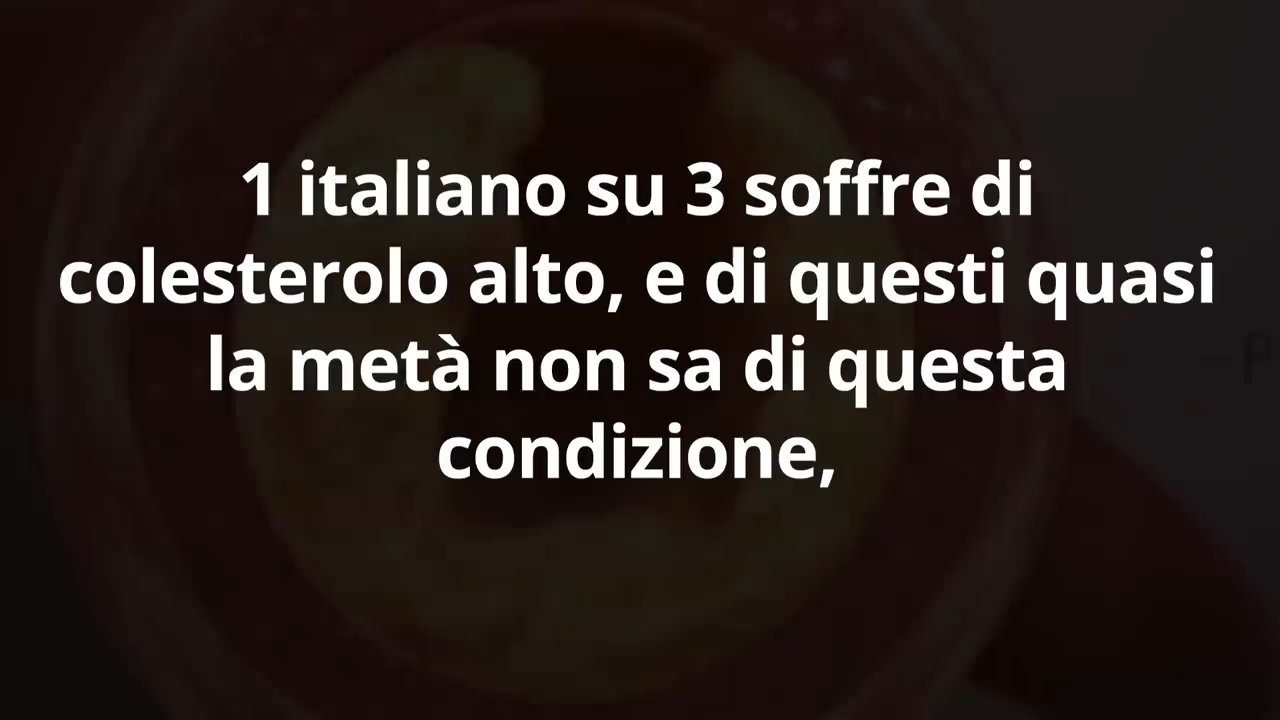 1 italiano su 3 soffre di
colesterolo alto, e di questi quasi
la metà non sa di questa
condizione,